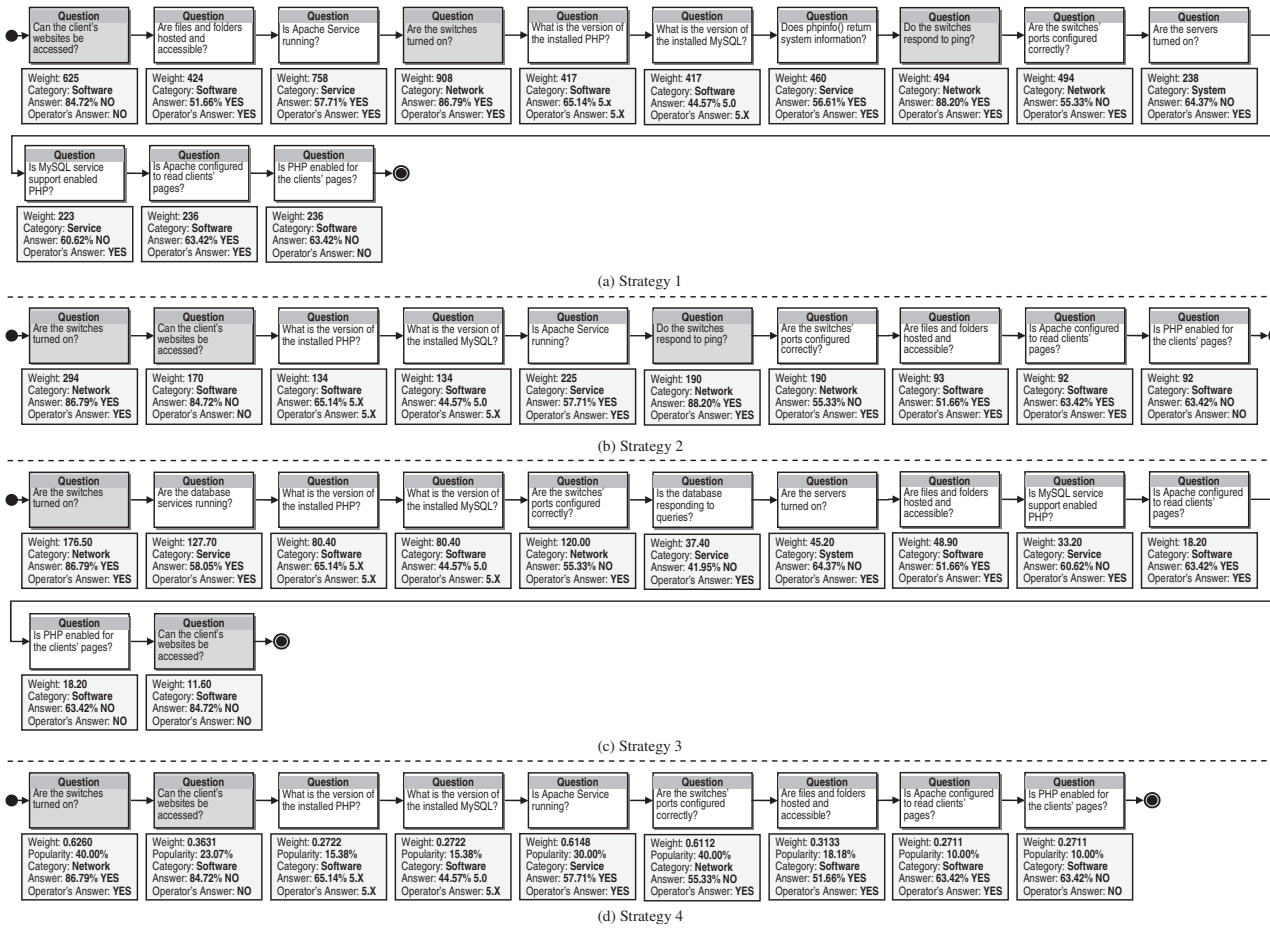 Question
Can the client's
websites be
accessed?
Weight: 625
Category: Software
Answer: 84.72% NO
Operator's Answer: NO
Question
Are files and folders
hosted and
accessible?
Weight: 424
Category: Software
Answer: 51.66% YES
Operator's Answer: YES
Question
Is Apache Service
running?
Weight: 758
Category: Service
Answer: 57.71% YES
Operator's Answer: YES
Question
Are the switches
turned on?
Weight: 908
Category: Network
Answer: 86.79% YES
Operator's Answer: YES
Question
What is the version of
the installed PHP?
Weight: 417
Category: Software
Answer: 65.14% 5.x
Operator's Answer: 5.X
Question
What is the version of
the installed MySQL?
Weight: 417
Category: Software
Answer: 44.57% 5.0
Operator's Answer: 5.X
Question
Does phpinfo() return
system information?
Weight: 460
Category: Service
Answer: 56.61% YES
Operator's Answer: YES
Question
Do the switches
respond to ping?
Weight: 494
Category: Network
Answer: 88.20% YES
Operator's Answer: YES
Question
Are the switches'
ports configured
correctly?
Weight: 494
Category: Network
Answer: 55.33% NO
Operator's Answer: YES
Question
Are the servers
turned on?
Weight: 238
Category: System
Answer: 64.37% NO
Operator's Answer: YES
Question
Is MySQL service
support enabled
PHP?
Weight: 223
Category: Service
Answer: 60.62% NO
Operator's Answer: YES
Question
Is Apache configured
to read clients'
pages?
Weight: 236
Category: Software
Answer: 63.42% YES
Operator's Answer: YES
Question
Is PHP enabled for
the clients' pages?
Weight: 236
Category: Software
Answer: 63.42% NO
Operator's Answer: NO
(a) Strategy 1
Question
Are the switches
turned on?
Weight: 294
Category: Network
Answer: 86.79% YES
Operator's Answer: YES
Question
Can the client's
websites be
accessed?
Weight: 170
Category: Software
Answer: 84.72% NO
Operator's Answer: NO
Question
What is the version of
the installed PHP?
Weight: 134
Category: Software
Answer: 65.14% 5.X
Operator's Answer: 5.X
Question
What is the version of
the installed MySQL?
Weight: 134
Category: Software
Answer: 44.57% 5.0
Operator's Answer: 5.X
Question
Is Apache Service
running?
Weight: 225
Category: Service
Answer: 57.71% YES
Operator's Answer: YES
Question
Do the switches
respond to ping?
Weight: 190
Category: Network
Answer: 88.20% YES
Operator's Answer: YES
Question
Are the switches'
ports configured
correctly?
Weight: 190
Category: Network
Answer: 55.33% NO
Operator's Answer: YES
Question
Are files and folders
hosted and
accessible?
Weight: 93
Category: Software
Answer: 51.66% YES
Operator's Answer: YES
Question
Is Apache configured
to read clients'
pages?
Weight: 92
Category: Software
Answer: 63.42% YES
Operator's Answer: YES
Question
Is PHP enabled for
the clients' pages?
Weight: 92
Category: Software
Answer: 63.42% NO
Operator's Answer: NO
(b) Strategy 2
Question
Are the switches
turned on?
Weight: 176.50
Category: Network
Answer: 86.79% YES
Operator's Answer: YES
Question
Are the database
services running?
Weight: 127.70
Category: Service
Answer: 58.05% YES
Operator's Answer: YES
Question
What is the version of
the installed PHP?
Weight: 80.40
Category: Software
Answer: 65.14% 5.X
Operator's Answer: 5.X
Question
What is the version of
the installed MySQL?
Weight: 80.40
Category: Software
Answer: 44.57% 5.0
Operator's Answer: 5.X
Question
Are the switches'
ports configured
correctly?
Weight: 120.00
Category: Network
Answer: 55.33% NO
Operator's Answer: YES
Question
Is the database
responding to
queries?
Weight: 37.40
Category: Service
Answer: 41.95% NO
Operator's Answer: YES
Question
Are the servers
turned on?
Weight: 45.20
Category: System
Answer: 64.37% NO
Operator's Answer: YES
Question
Are files and folders
hosted and
accessible?
Weight: 48.90
Category: Software
Answer: 51.66% YES
Operator's Answer: YES
Question
Is MySQL service
support enabled
PHP?
Weight: 33.20
Category: Service
Answer: 60.62% NO
Operator's Answer: YES
Question
Is Apache configured
to read clients'
pages?
Weight: 18.20
Category: Software
Answer: 63.42% YES
Operator's Answer: YES
Question
Is PHP enabled for
the clients' pages?
Weight: 18.20
Category: Software
Answer: 63.42% NO
Operator's Answer: NO
Question
Can the client's
websites be
accessed?
Weight: 11.60
Category: Software
Answer: 84.72% NO
Operator's Answer: NO
(c) Strategy 3
Question
Are the switches
turned on?
Weight: 0.6260
Popularity: 40.00%
Category: Network
Answer: 86.79% YES
Operator's Answer: YES
Question
Can the client's
websites be
accessed?
Weight: 0.3631
Popularity: 23.07%
Category: Software
Answer: 84.72% NO
Operator's Answer: NO
Question
What is the version of
the installed PHP?
Weight: 0.2722
Popularity: 15.38%
Category: Software
Answer: 65.14% 5.X
Operator's Answer: 5.X
Question
What is the version of
the installed MySQL?
Weight: 0.2722
Popularity: 15.38%
Category: Software
Answer: 44.57% 5.0
Operator's Answer: 5.X
Question
Is Apache Service
running?
Weight: 0.6148
Popularity: 30.00%
Category: Service
Answer: 57.71% YES
Operator's Answer: YES
Question
Are the switches'
ports configured
correctly?
Weight: 0.6112
Popularity: 40.00%
Category: Network
Answer: 55.33% NO
Operator's Answer: YES
Question
Are files and folders
hosted and
accessible?
Weight: 0.3133
Popularity: 18.18%
Category: Software
Answer: 51.66% YES
Operator's Answer: YES
Question
Is Apache configured
to read clients'
pages?
Weight: 0.2711
Popularity: 10.00%
Category: Software
Answer: 63.42% YES
Operator's Answer: YES
Question
Is PHP enabled for
the clients' pages?
Weight: 0.2711
Popularity: 10.00%
Category: Software
Answer: 63.42% NO
Operator's Answer: NO
(d) Strategy 4